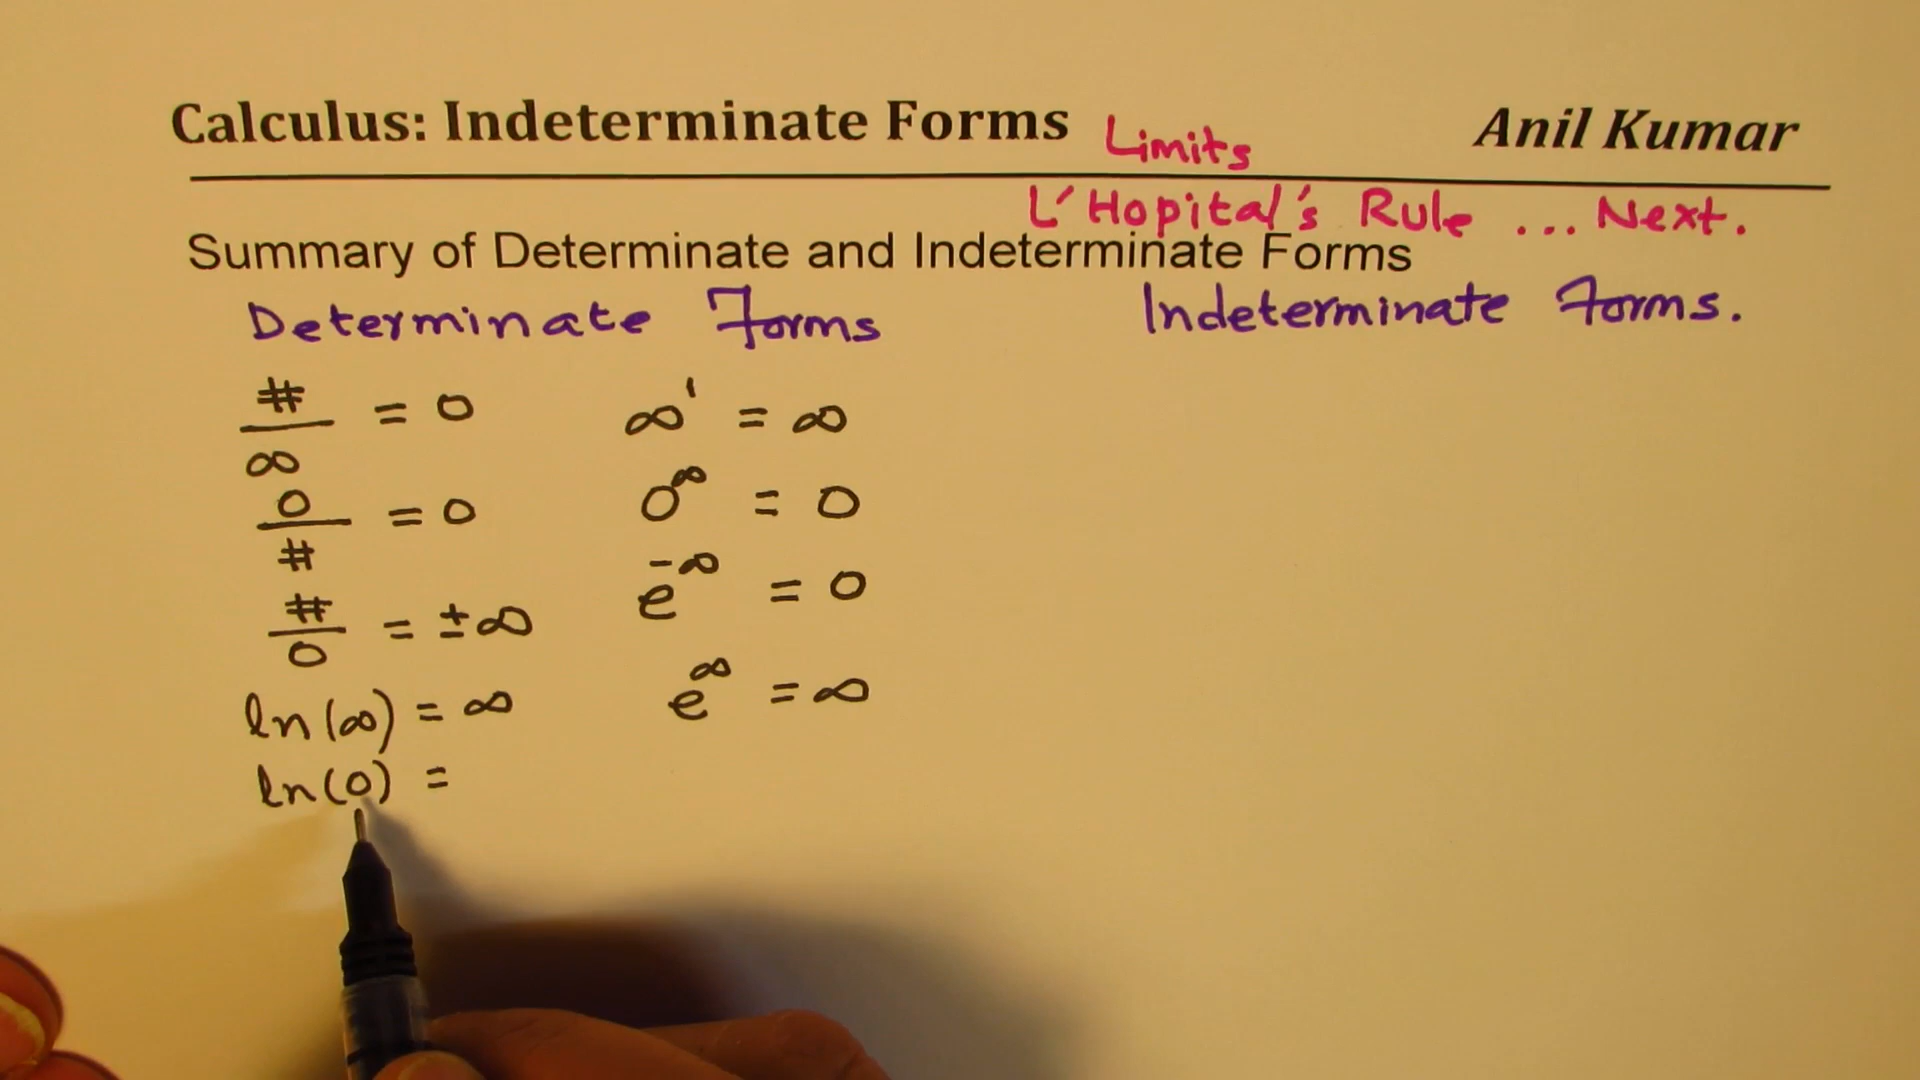 Calculus: Indeterminate Forms Limits Anil Kumar
L'Hopital's Rule ... Next.
Summary of Determinate and Indeterminate Forms
Determinate Forms
#/∞ = 0
0/# = 0
#/0 = ±∞
ln(∞) = ∞
ln(0) =
∞¹ = ∞
0^∞ = 0
e^-∞ = 0
e^∞ = ∞
Indeterminate Forms.